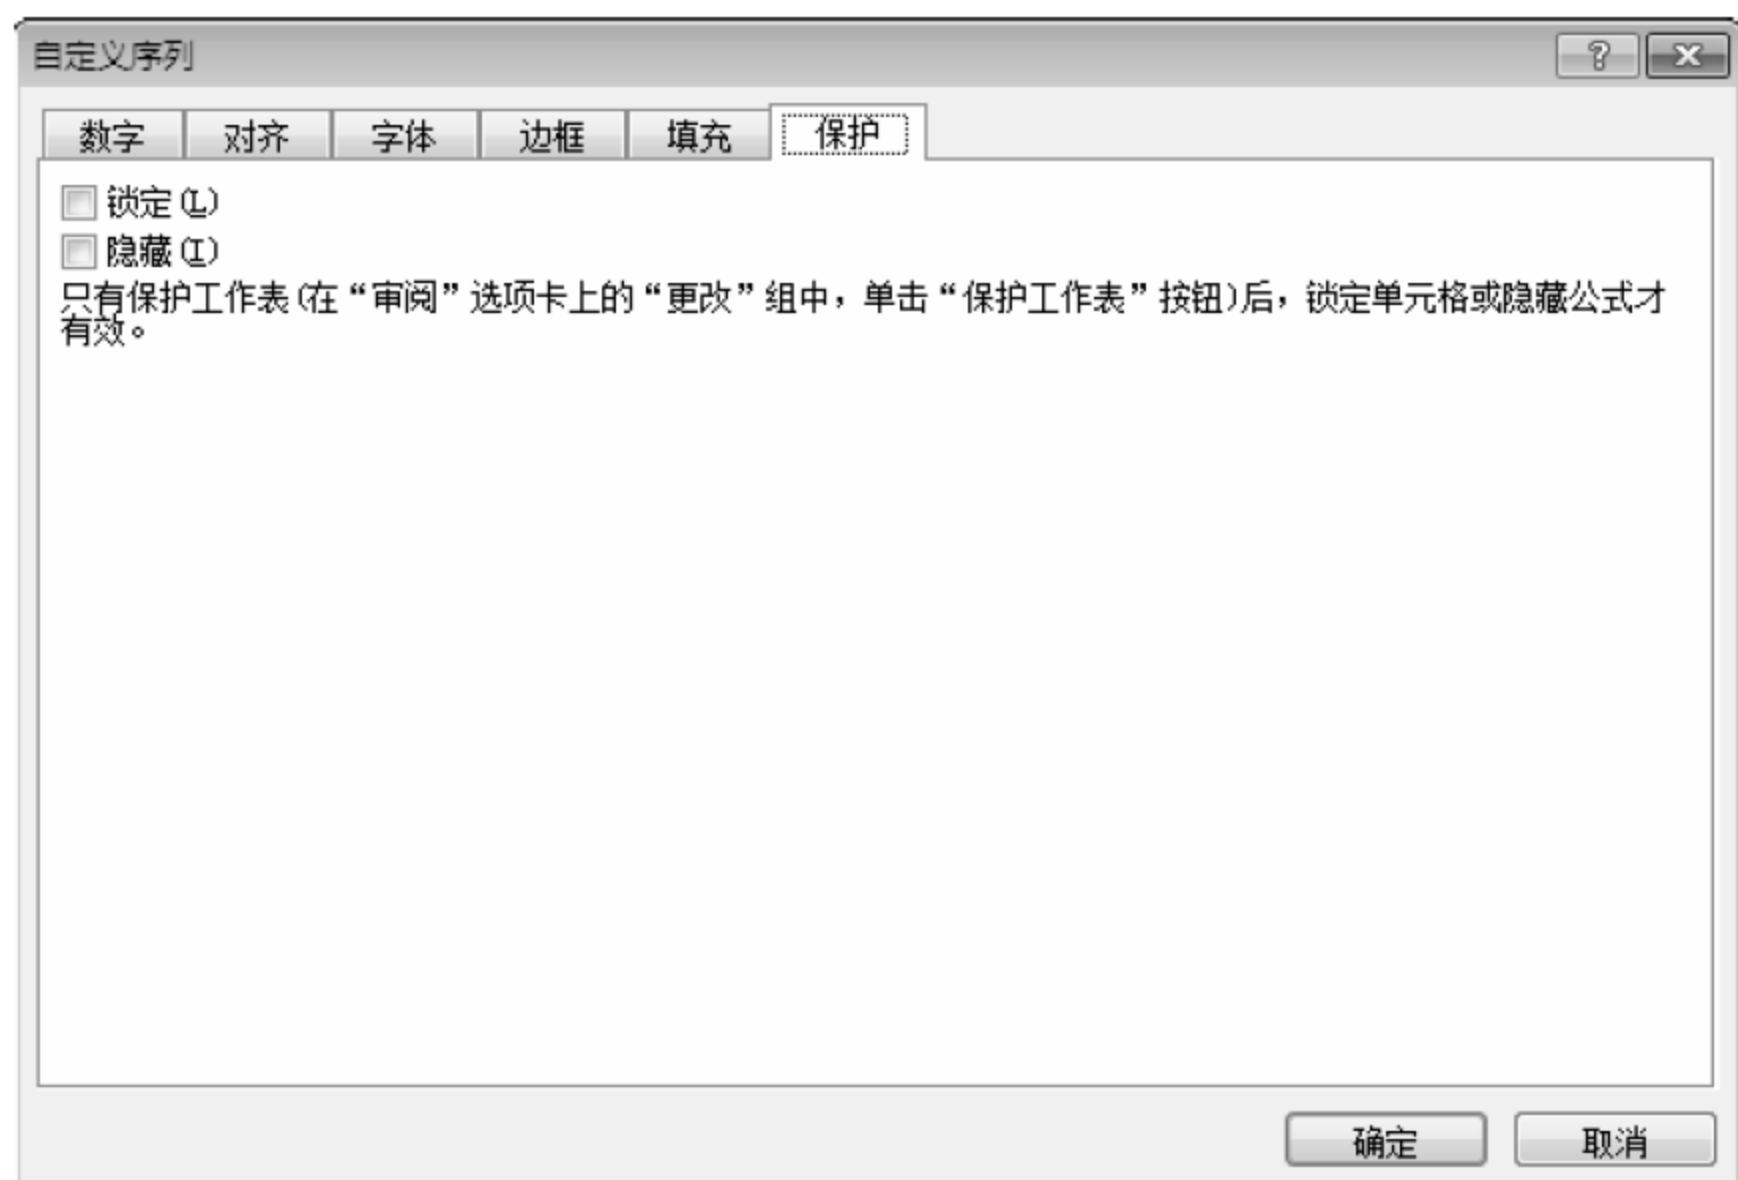 自定义序列
数字 对齐 字体 边框 填充 保护
锁定(L)
隐藏(I)
只有保护工作表(在“审阅”选项卡上的“更改”组中，单击“保护工作表”按钮)后，锁定单元格或隐藏公式才
有效。
确定 取消